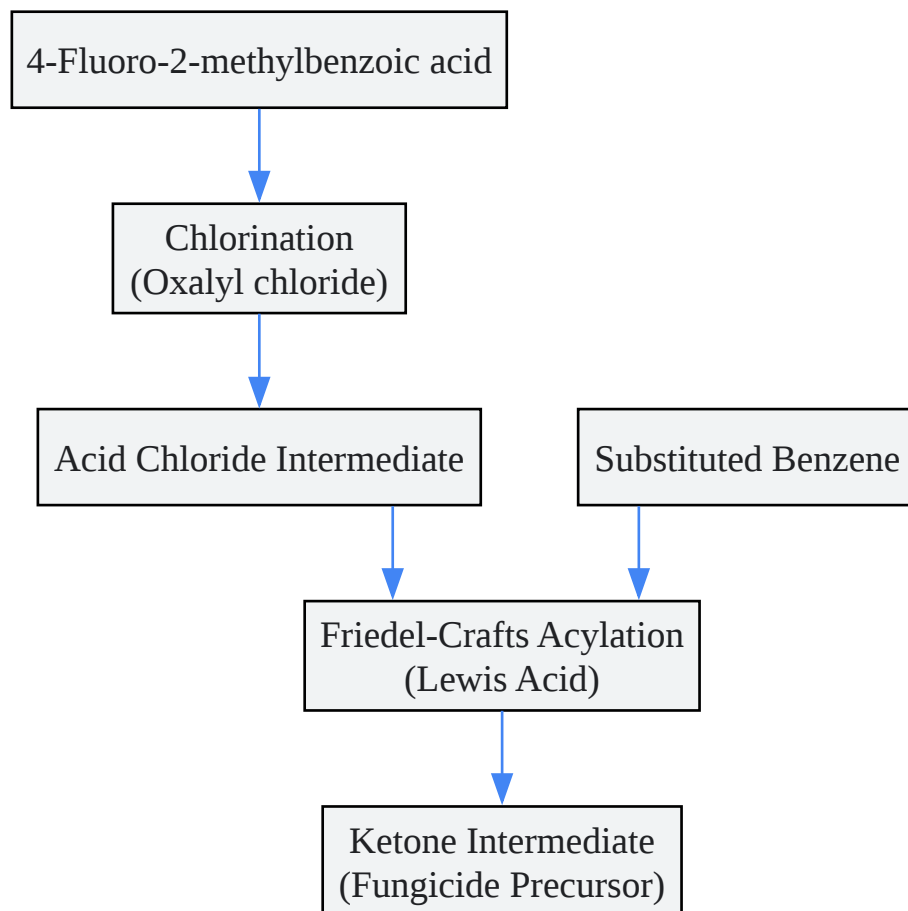 4-Fluoro-2-methylbenzoic acid
Chlorination
(Oxalyl chloride)
Acid Chloride Intermediate
Substituted Benzene
Friedel-Crafts Acylation
(Lewis Acid)
Ketone Intermediate
(Fungicide Precursor)